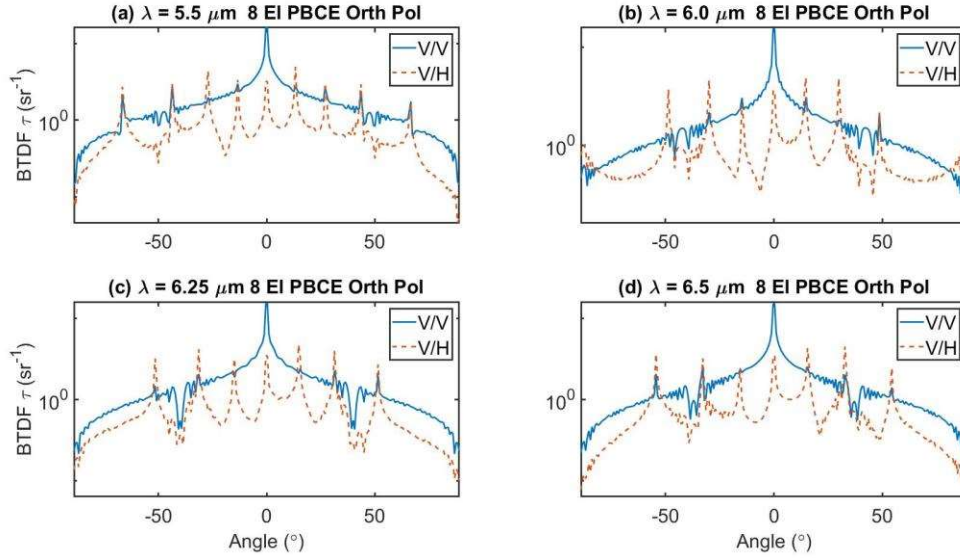 (a) λ = 5.5 μm 8 El PBCE Orth Pol
BTDF τ (sr⁻¹)
10⁰
V/V
V/H
-50 0 50
(b) λ = 6.0 μm 8 El PBCE Orth Pol
10⁰
V/V
V/H
-50 0 50
(c) λ = 6.25 μm 8 El PBCE Orth Pol
BTDF τ (sr⁻¹)
10⁰
V/V
V/H
-50 0 50
Angle (°)
(d) λ = 6.5 μm 8 El PBCE Orth Pol
10⁰
V/V
V/H
-50 0 50
Angle (°)